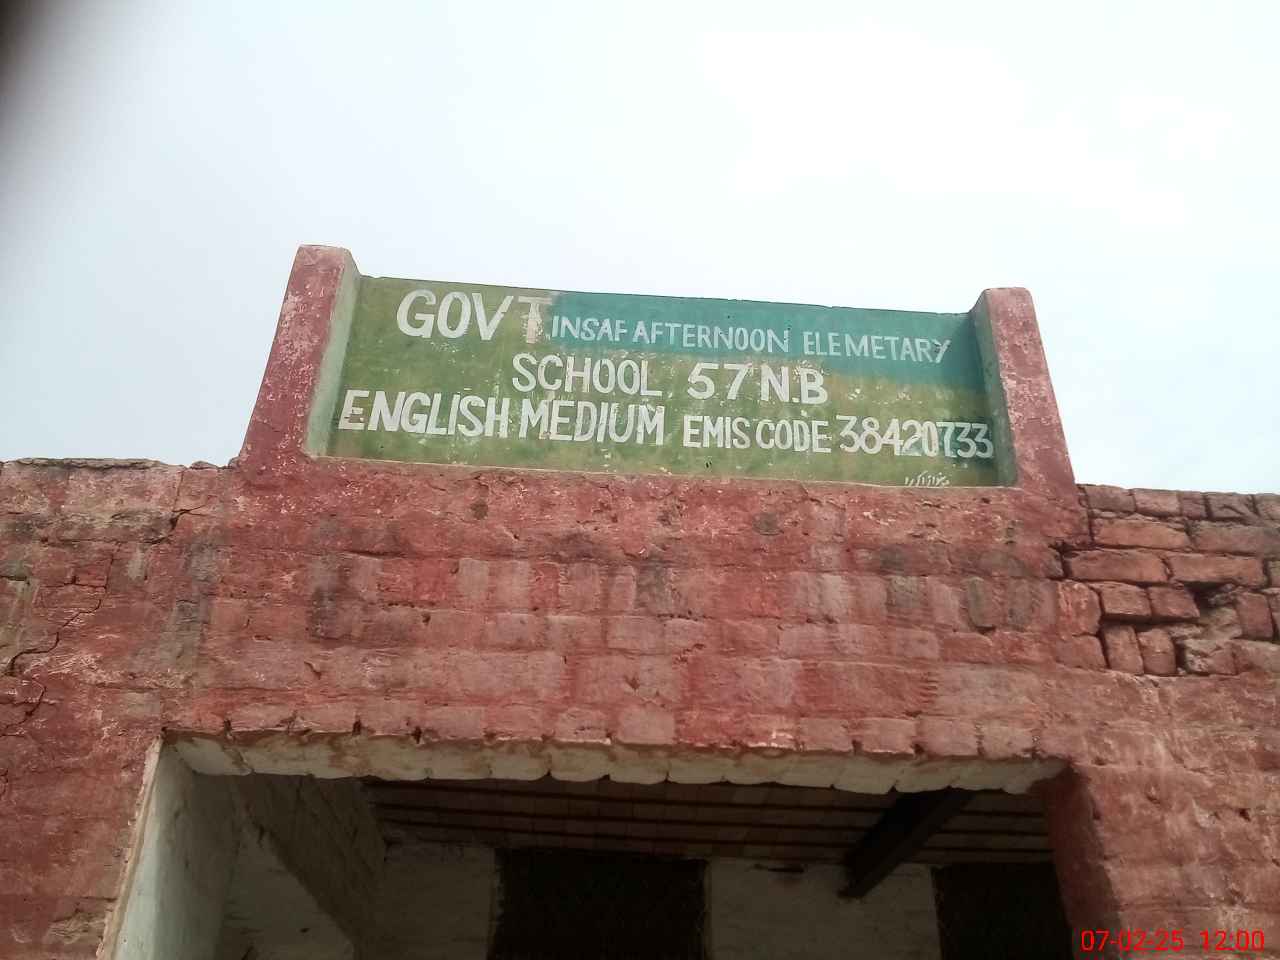 GOVT INSAF AFTERNOON ELEMETARY
SCHOOL 57 N.B
ENGLISH MEDIUM EMIS CODE 38420733
07-02-25 12:00